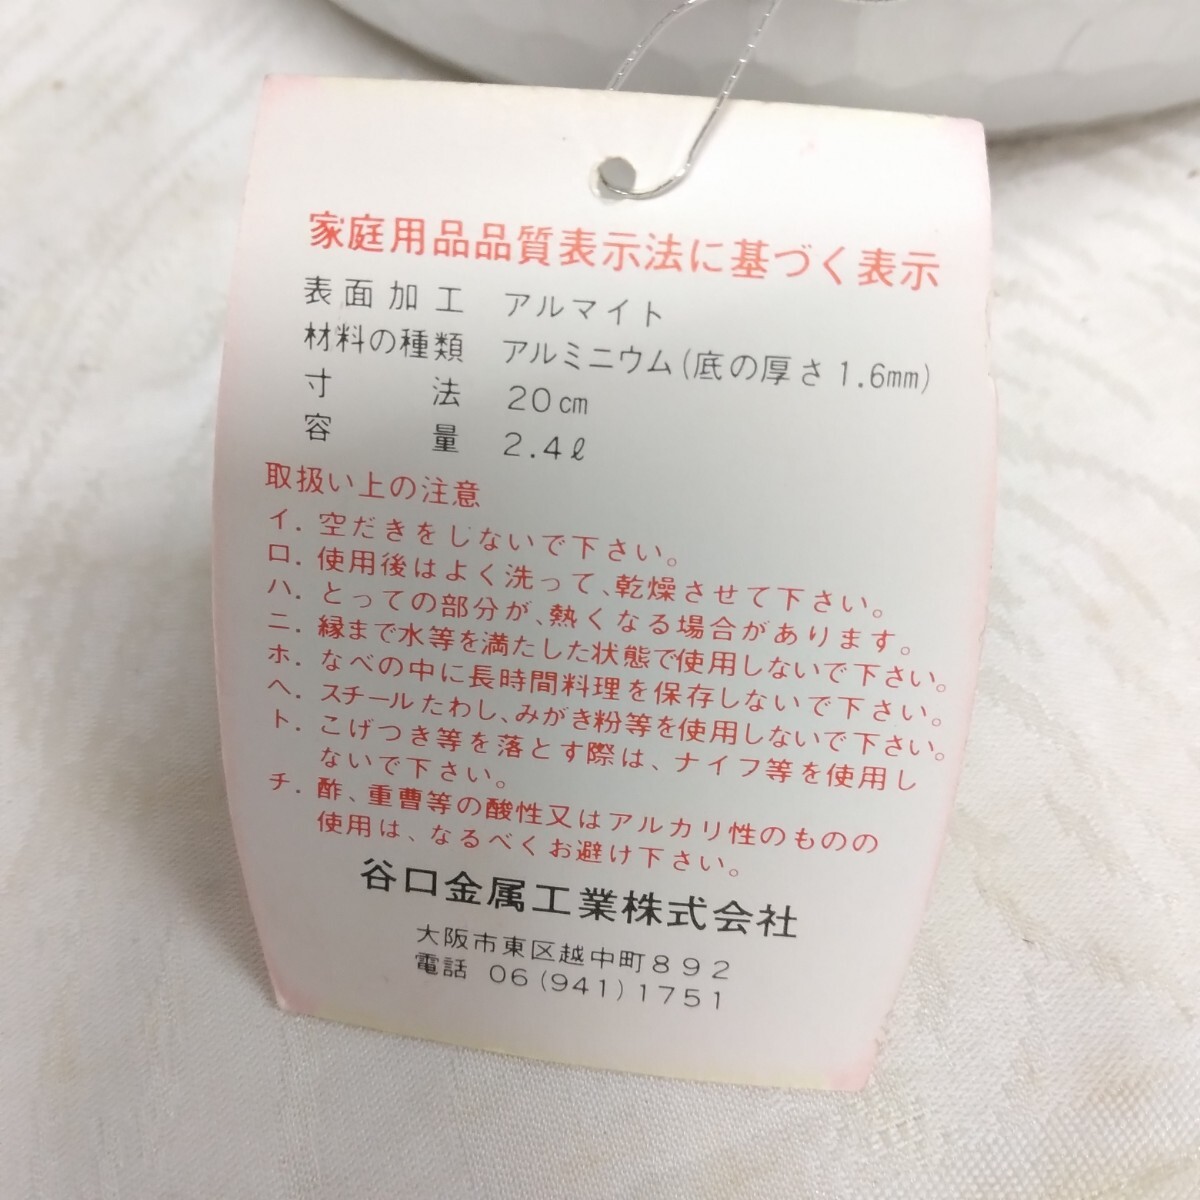 家庭用品品質表示法に基づく表示
表面加工 アルマイト
材料の種類 アルミニウム(底の厚さ1.6mm)
寸法 20cm
容量 2.4ℓ
取扱い上の注意
イ. 空だきをしないで下さい。
ロ. 使用後はよく洗って、乾燥させて下さい。
ハ. とっての部分が、熱くなる場合があります。
ニ. 縁まで水等を満たした状態で使用しないで下さい。
ホ. なべの中に長時間料理を保存しないで下さい。
ヘ. スチールたわし、みがき粉等を使用しないで下さい。
ト. こげつき等を落とす際は、ナイフ等を使用し
ないで下さい。
チ. 酢、重曹等の酸性又はアルカリ性のものの
使用は、なるべくお避け下さい。
谷口金属工業株式会社
大阪市東区越中町892
電話 06(941)1751